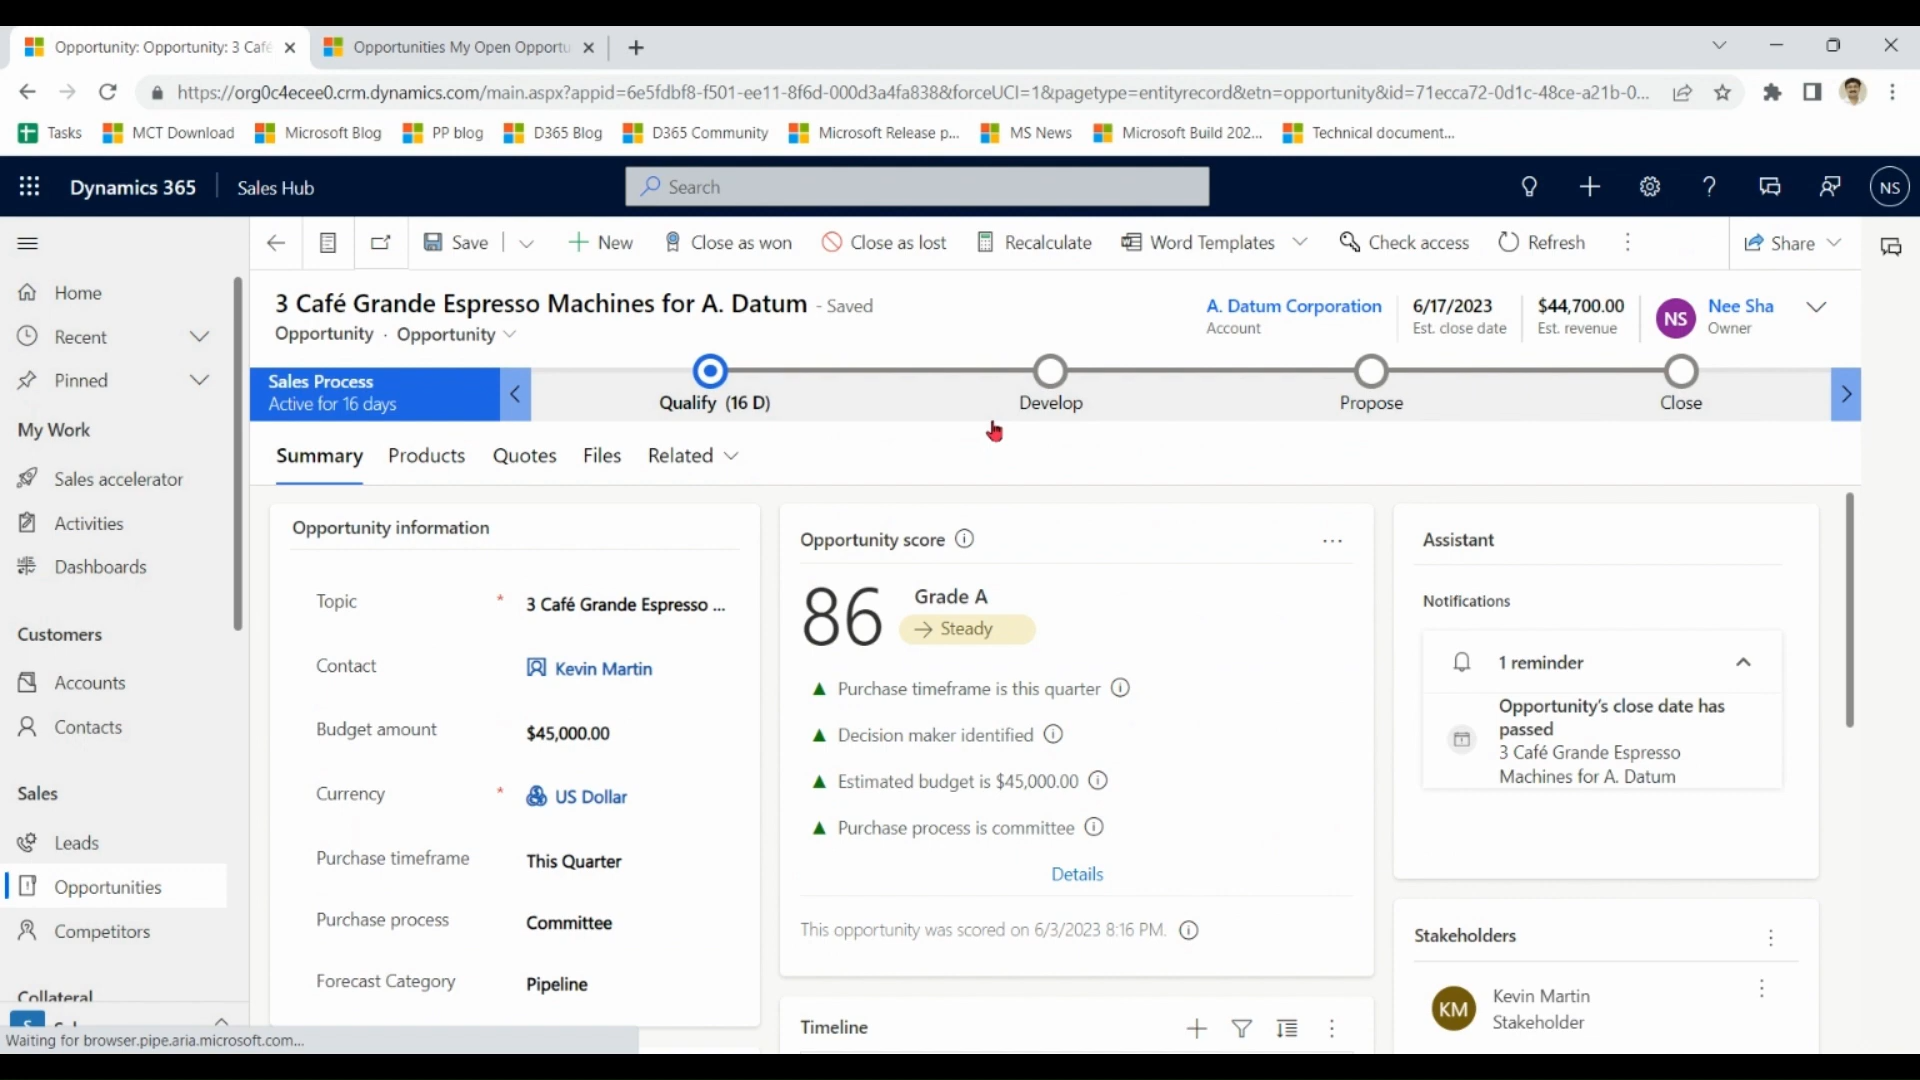 Opportunity: Opportunity: 3 Café
Opportunities My Open Opportu
https://org0c4ecee0.crm.dynamics.com/main.aspx?appid=6e5fdbf8-f501-ee11-8f6d-000d3a4fa838&forceUCI=1&pagetype=entityrecord&etn=opportunity&id=71ecca72-0d1c-48ce-a21b-0...
Tasks
MCT Download
Microsoft Blog
PP blog
D365 Blog
D365 Community
Microsoft Release p...
MS News
Microsoft Build 202...
Technical document...
Dynamics 365
Sales Hub
Search
NS
Save
New
Close as won
Close as lost
Recalculate
Word Templates
Check access
Refresh
Share
Home
Recent
Pinned
My Work
Sales accelerator
Activities
Dashboards
Customers
Accounts
Contacts
Sales
Leads
Opportunities
Competitors
Collateral
Waiting for browser.pipe.aria.microsoft.com...
3 Café Grande Espresso Machines for A. Datum - Saved
Opportunity · Opportunity
A. Datum Corporation
Account
6/17/2023
Est. close date
$44,700.00
Est. revenue
NS
Nee Sha
Owner
Sales Process
Active for 16 days
Qualify (16 D)
Develop
Propose
Close
Summary
Products
Quotes
Files
Related
Opportunity information
Topic * 3 Café Grande Espresso ...
Contact Kevin Martin
Budget amount $45,000.00
Currency * US Dollar
Purchase timeframe This Quarter
Purchase process Committee
Forecast Category Pipeline
Opportunity score
86
Grade A
Steady
Purchase timeframe is this quarter
Decision maker identified
Estimated budget is $45,000.00
Purchase process is committee
Details
This opportunity was scored on 6/3/2023 8:16 PM.
Timeline
Assistant
Notifications
1 reminder
Opportunity's close date has
passed
3 Café Grande Espresso
Machines for A. Datum
Stakeholders
KM
Kevin Martin
Stakeholder